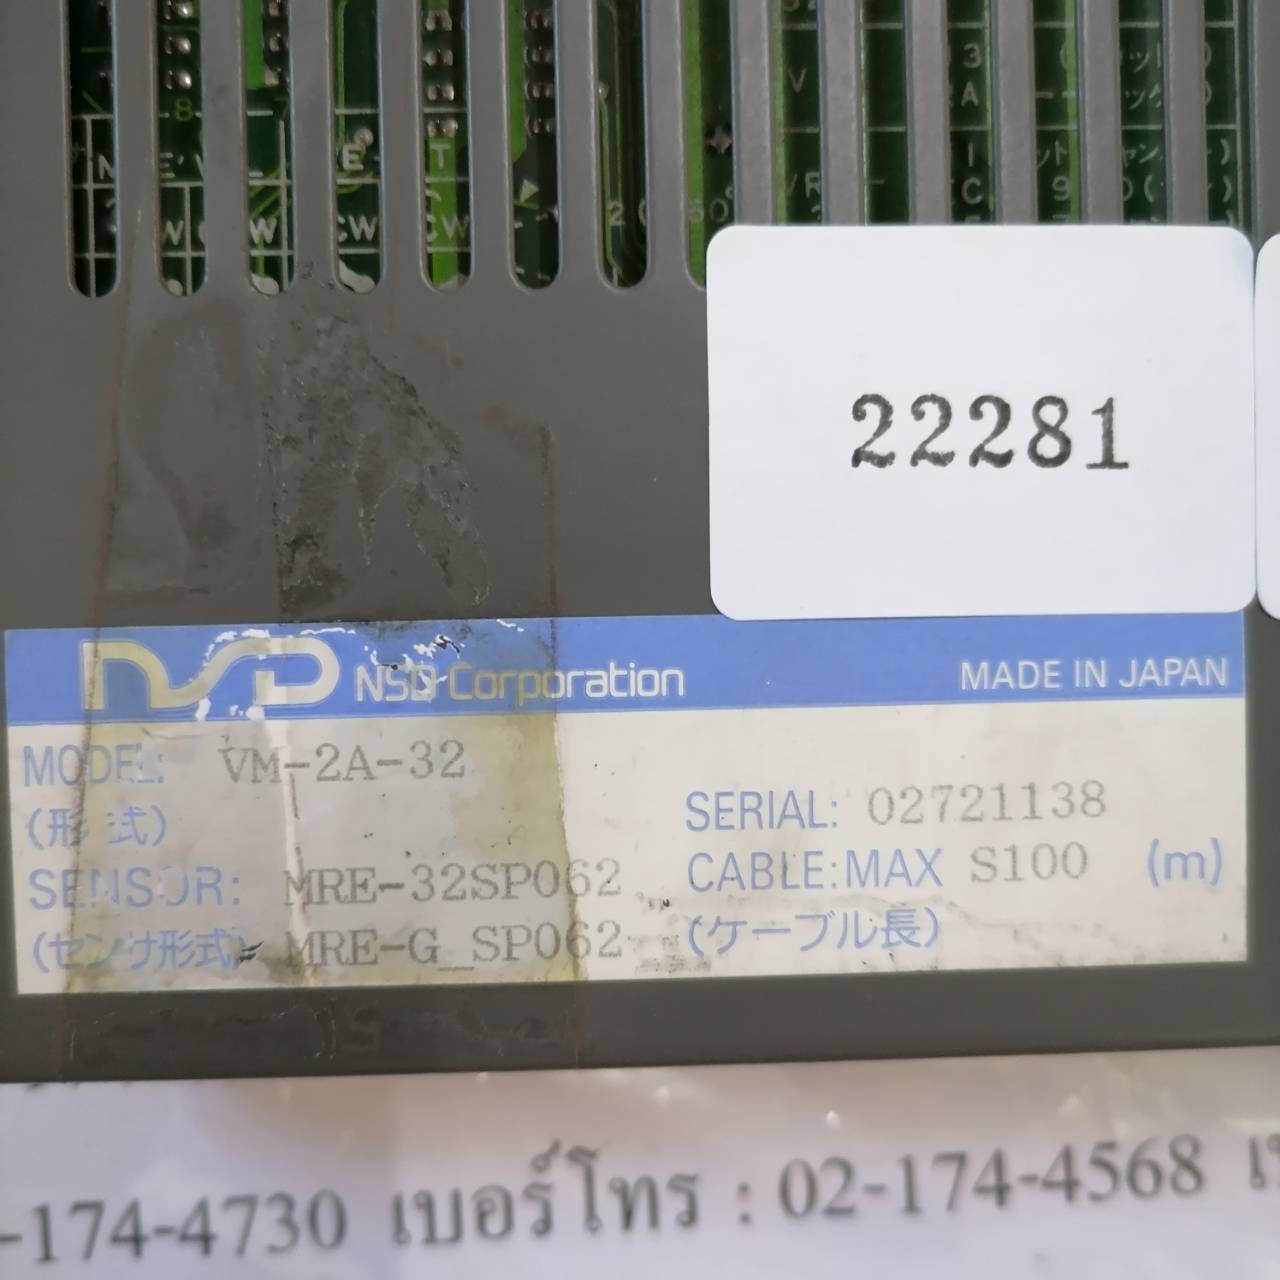 22281
NSD NSD Corporation MADE IN JAPAN
MODEL: VM-2A-32
(形式)
SERIAL: 02721138
SENSOR: MRE-32SP062
CABLE:MAX S100 (m)
(センサ形式) MRE-G_SP062
(ケーブル長)
-174-4730 เบอร์โทร : 02-174-4568